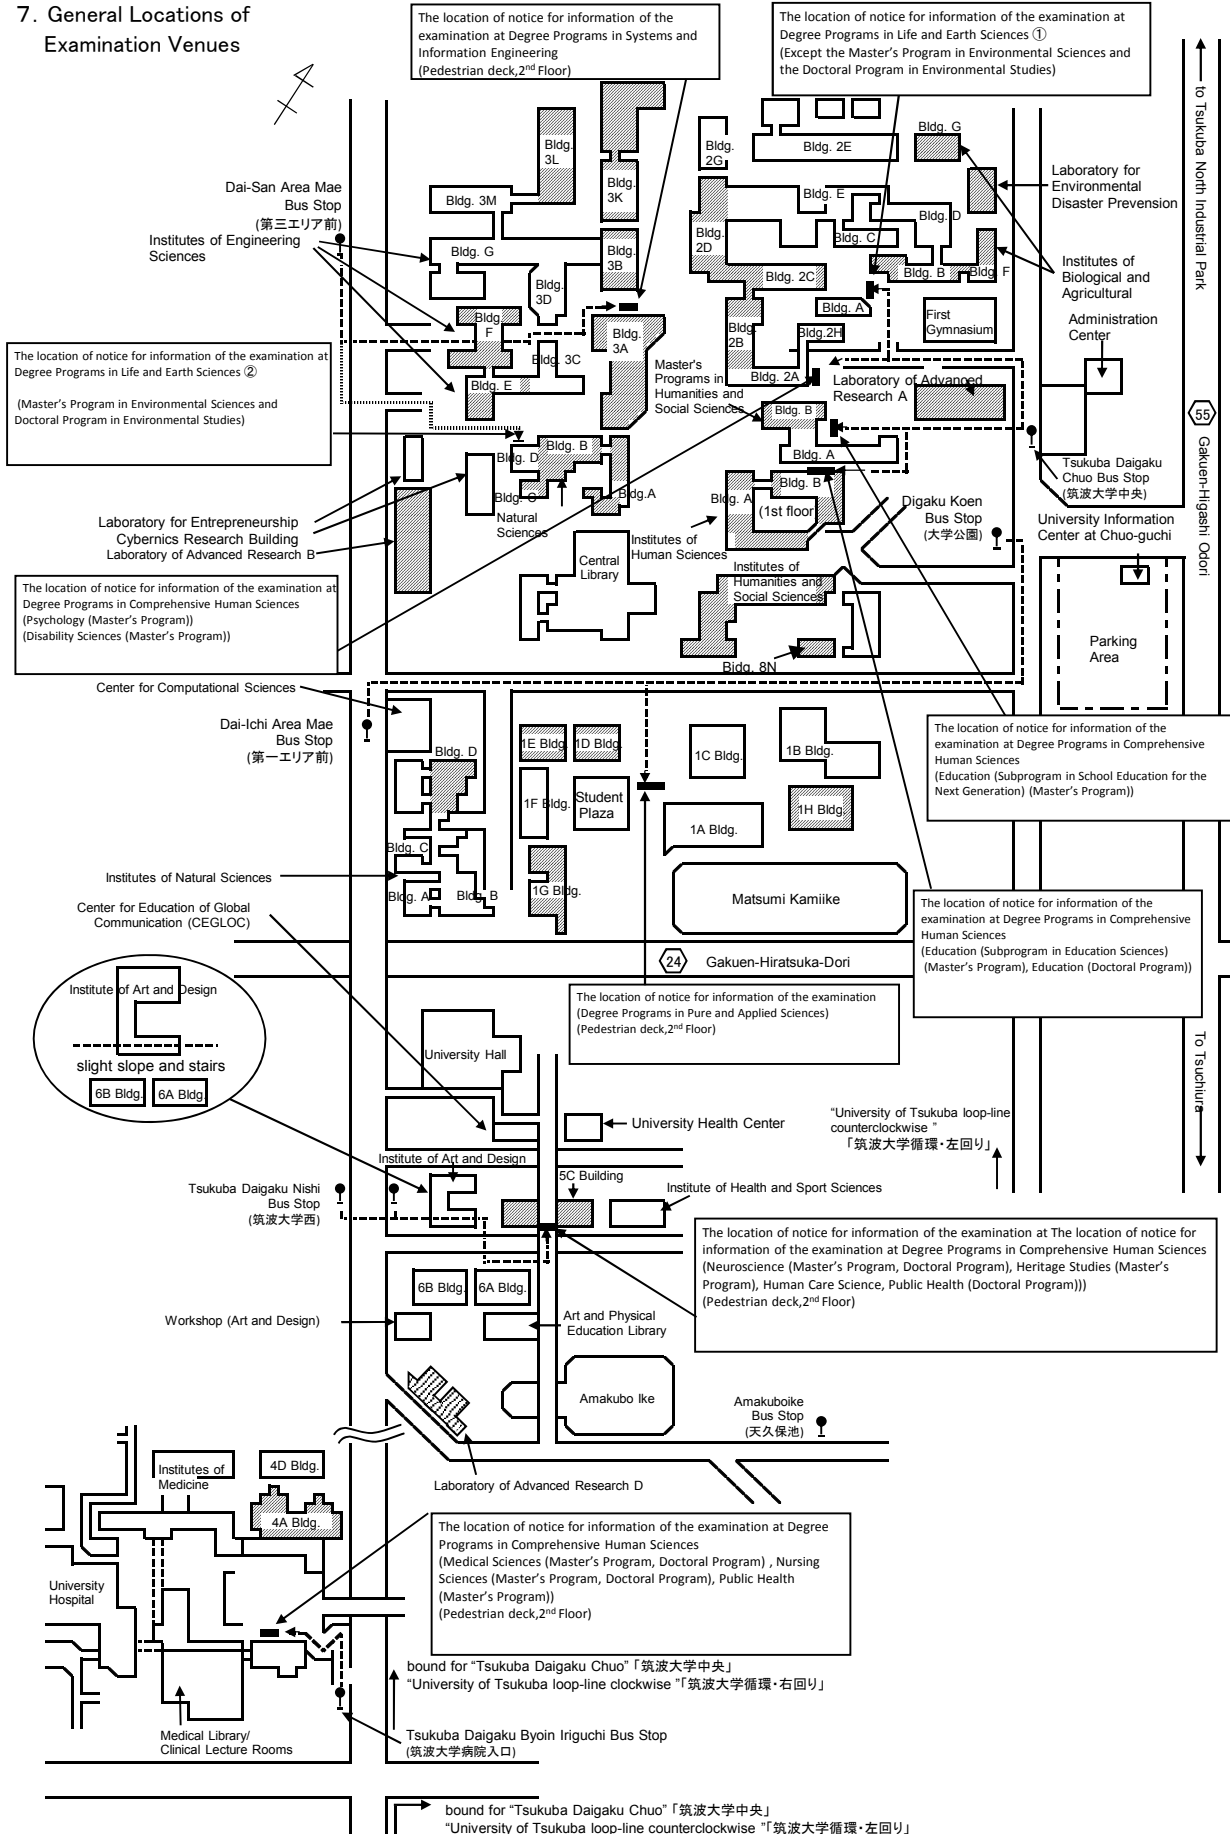 7. General Locations of
Examination Venues
The location of notice for information of the
examination at Degree Programs in Systems and
Information Engineering
(Pedestrian deck,2nd Floor)
The location of notice for information of the examination at
Degree Programs in Life and Earth Sciences ①
(Except the Master's Program in Environmental Sciences and
the Doctoral Program in Environmental Studies)
to Tsukuba North Industrial Park
Bldg. 3L
Bldg. 3K
Bldg. 2G
Bldg. 2E
Bldg. G
Laboratory for
Environmental
Disaster Prevention
Dai-San Area Mae
Bus Stop
(第三エリア前)
Bldg. 3M
Bldg. E
Bldg. D
Bldg. C
Bldg. 2D
Institutes of Engineering
Sciences
Bldg. G
Bldg. 3B
Bldg. 3D
Bldg. 2C
Bldg. B
Bldg. F
Institutes of
Biological and
Agricultural
Bldg. A
First
Gymnasium
Administration
Center
Bldg. F
Bldg. 3A
Bldg. 2B
Bldg.2H
Bldg. 3C
Bldg. E
Bldg. 2A
The location of notice for information of the examination at
Degree Programs in Life and Earth Sciences ②
(Master's Program in Environmental Sciences and
Doctoral Program in Environmental Studies)
Master's
Programs in
Humanities and
Social Sciences
Laboratory of Advanced
Research A
55
Gakuen-Higashi Odori
Bldg. B
Bldg. A
Bldg. D
Bldg. B
Bldg. C
Bldg.A
Natural
Sciences
Tsukuba Daigaku
Chuo Bus Stop
(筑波大学中央)
Bldg. A
Bldg. B
(1st floor)
Digaku Koen
Bus Stop
(大学公園)
University Information
Center at Chuo-guchi
Laboratory for Entrepreneurship
Cybernics Research Building
Laboratory of Advanced Research B
Institutes of
Human Sciences
Central
Library
Institutes of
Humanities and
Social Sciences
Bldg. 8N
Parking
Area
The location of notice for information of the examination at
Degree Programs in Comprehensive Human Sciences
(Psychology (Master's Program))
(Disability Sciences (Master's Program))
Center for Computational Sciences
Dai-Ichi Area Mae
Bus Stop
(第一エリア前)
Bldg. D
1E Bldg.
1D Bldg.
1C Bldg.
1B Bldg.
1F Bldg.
Student
Plaza
1H Bldg.
1A Bldg.
The location of notice for information of the
examination at Degree Programs in Comprehensive
Human Sciences
(Education (Subprogram in School Education for the
Next Generation) (Master's Program))
Bldg. C
Institutes of Natural Sciences
Bldg. A
Bldg. B
1G Bldg.
Matsumi Kamiike
Center for Education of Global
Communication (CEGLOC)
The location of notice for information of the
examination at Degree Programs in Comprehensive
Human Sciences
(Education (Subprogram in Education Sciences)
(Master's Program), Education (Doctoral Program))
24
Gakuen-Hiratsuka-Dori
Institute of Art and Design
slight slope and stairs
6B Bldg.
6A Bldg.
The location of notice for information of the examination
(Degree Programs in Pure and Applied Sciences)
(Pedestrian deck,2nd Floor)
University Hall
To Tsuchiura
University Health Center
"University of Tsukuba loop-line
counterclockwise "
「筑波大学循環・左回り」
Institute of Art and Design
5C Building
Institute of Health and Sport Sciences
Tsukuba Daigaku Nishi
Bus Stop
(筑波大学西)
The location of notice for information of the examination at The location of notice for
information of the examination at Degree Programs in Comprehensive Human Sciences
(Neuroscience (Master's Program, Doctoral Program), Heritage Studies (Master's
Program), Human Care Science, Public Health (Doctoral Program)))
(Pedestrian deck,2nd Floor)
6B Bldg.
6A Bldg.
Workshop (Art and Design)
Art and Physical
Education Library
Amakubo Ike
Amakuboike
Bus Stop
(天久保池)
Institutes of
Medicine
4D Bldg.
4A Bldg.
Laboratory of Advanced Research D
The location of notice for information of the examination at Degree
Programs in Comprehensive Human Sciences
(Medical Sciences (Master's Program, Doctoral Program) , Nursing
Sciences (Master's Program, Doctoral Program), Public Health
(Master's Program))
(Pedestrian deck,2nd Floor)
University
Hospital
bound for "Tsukuba Daigaku Chuo"「筑波大学中央」
"University of Tsukuba loop-line clockwise "「筑波大学循環・右回り」
Medical Library/
Clinical Lecture Rooms
Tsukuba Daigaku Byoin Iriguchi Bus Stop
(筑波大学病院入口)
bound for "Tsukuba Daigaku Chuo"「筑波大学中央」
"University of Tsukuba loop-line counterclockwise "「筑波大学循環・左回り」